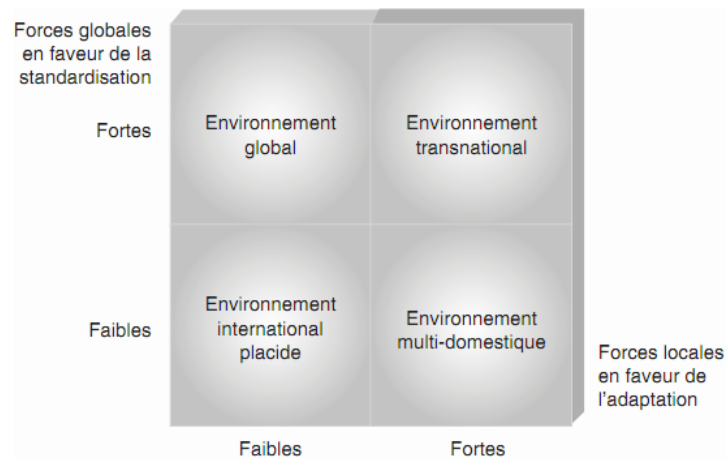 Forces globales
en faveur de la
standardisation
Fortes
Environnement
global
Environnement
transnational
Faibles
Environnement
international
placide
Environnement
multi-domestique
Forces locales
en faveur de
l'adaptation
Faibles
Fortes